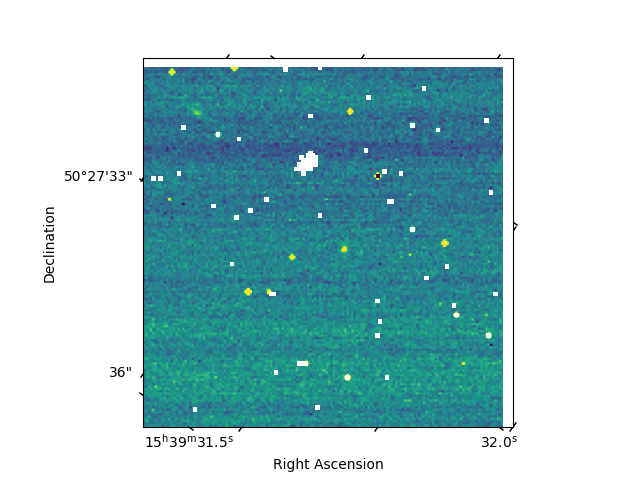 Declination
50°27'33"
36"
15ʰ39ᵐ31.5ˢ
32.0ˢ
Right Ascension